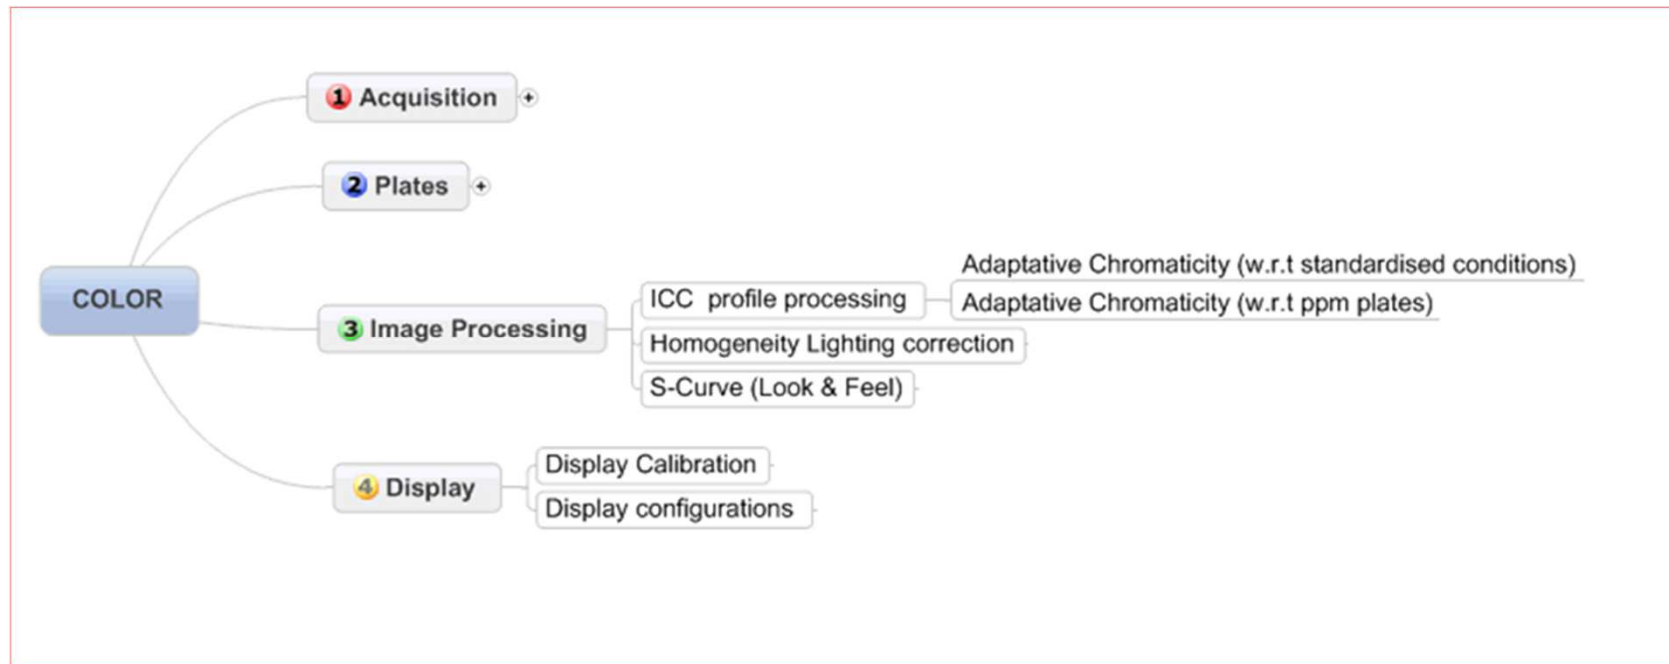 COLOR
1 Acquisition
2 Plates
3 Image Processing
ICC profile processing
Adaptative Chromaticity (w.r.t standardised conditions)
Adaptative Chromaticity (w.r.t ppm plates)
Homogeneity Lighting correction
S-Curve (Look & Feel)
4 Display
Display Calibration
Display configurations